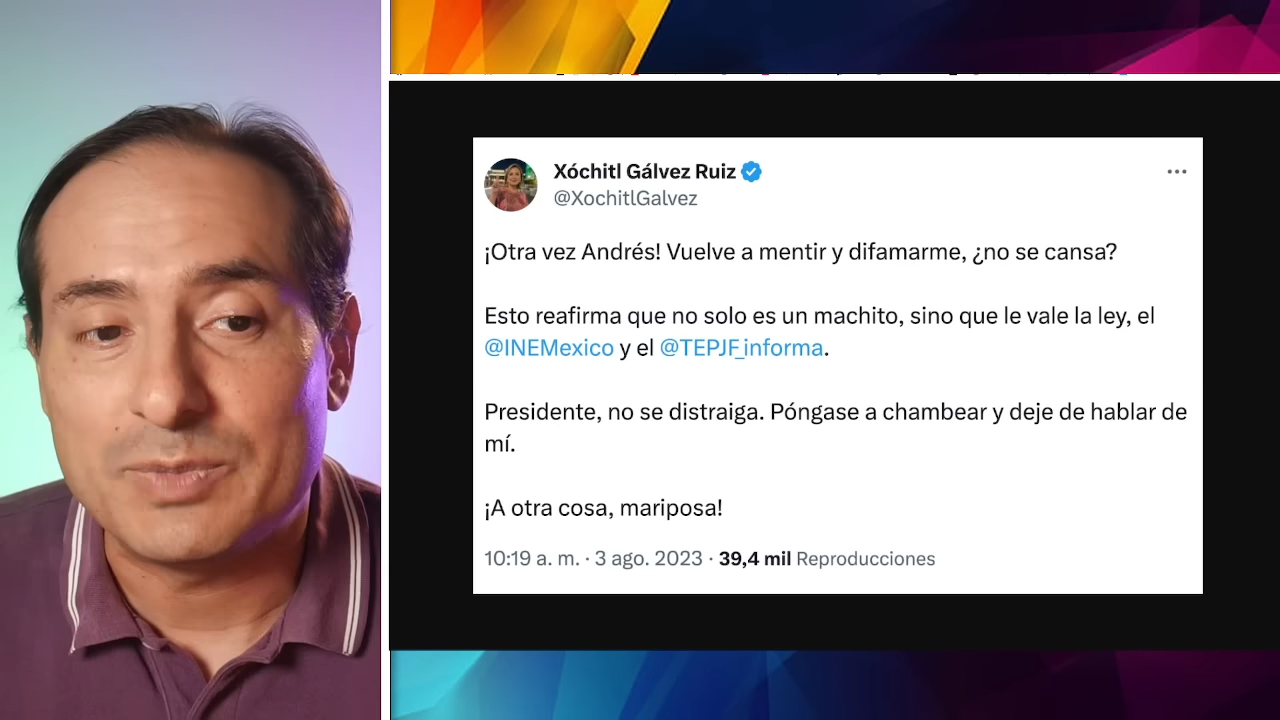 Xóchitl Gálvez Ruiz
@XochitlGalvez
¡Otra vez Andrés! Vuelve a mentir y difamarme, ¿no se cansa?
Esto reafirma que no solo es un machito, sino que le vale la ley, el
@INEMexico y el @TEPJF_informa.
Presidente, no se distraiga. Póngase a chambear y deje de hablar de
mí.
¡A otra cosa, mariposa!
10:19 a. m. · 3 ago. 2023 · 39,4 mil Reproducciones